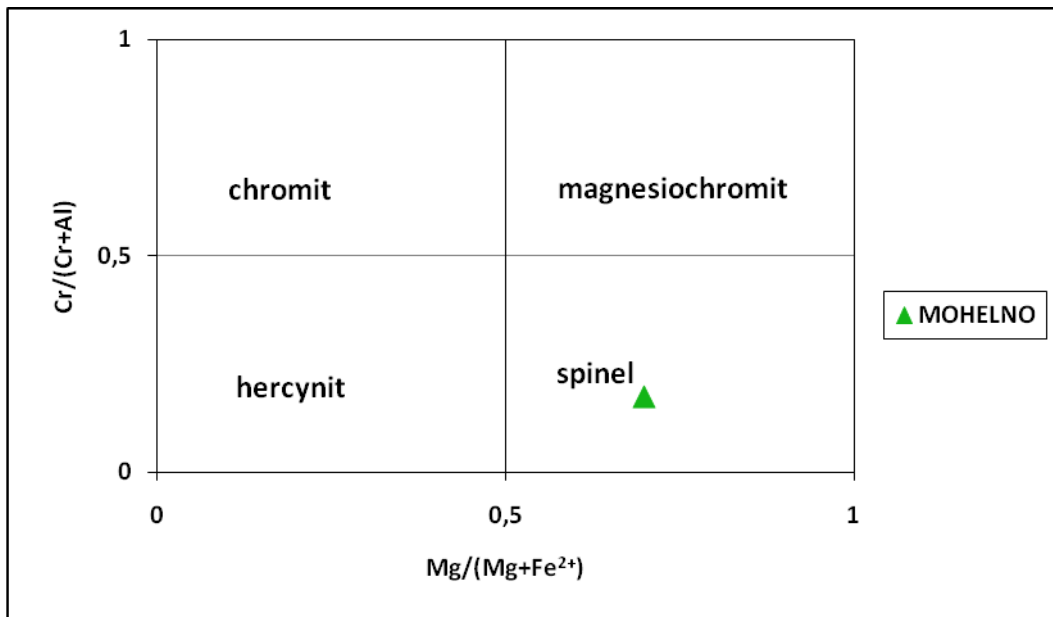 1
chromit
magnesiochromit
Cr/(Cr+Al)
0,5
MOHELNO
hercynit
spinel
0
0
0,5
1
Mg/(Mg+Fe²⁺)